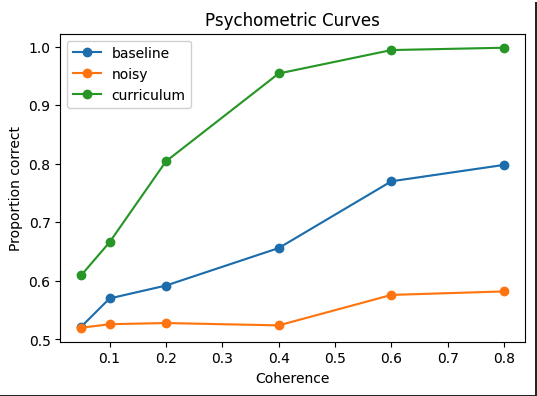 Psychometric Curves
baseline
noisy
curriculum
Proportion correct
1.0
0.9
0.8
0.7
0.6
0.5
0.1 0.2 0.3 0.4 0.5 0.6 0.7 0.8
Coherence